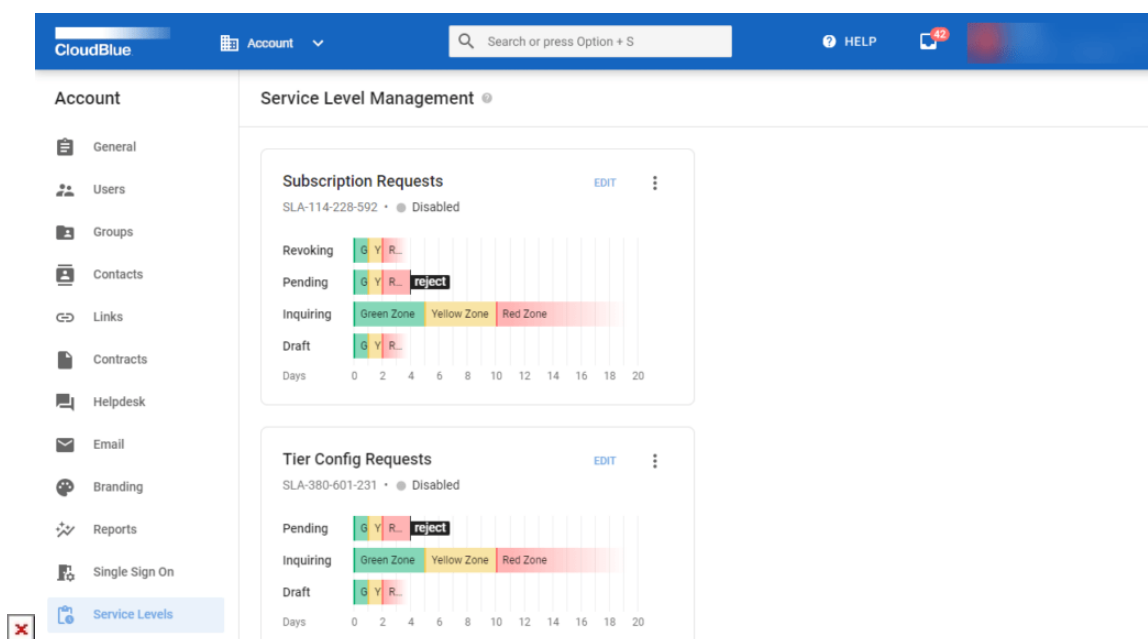 CloudBlue
Account
Search or press Option + S
HELP
42
Account
General
Users
Groups
Contacts
Links
Contracts
Helpdesk
Email
Branding
Reports
Single Sign On
Service Levels
Service Level Management
Subscription Requests
EDIT
SLA-114-228-592 • Disabled
Revoking G Y R...
Pending G Y R... reject
Inquiring Green Zone Yellow Zone Red Zone
Draft G Y R...
Days 0 2 4 6 8 10 12 14 16 18 20
Tier Config Requests
EDIT
SLA-380-601-231 • Disabled
Pending G Y R... reject
Inquiring Green Zone Yellow Zone Red Zone
Draft G Y R...
Days 0 2 4 6 8 10 12 14 16 18 20